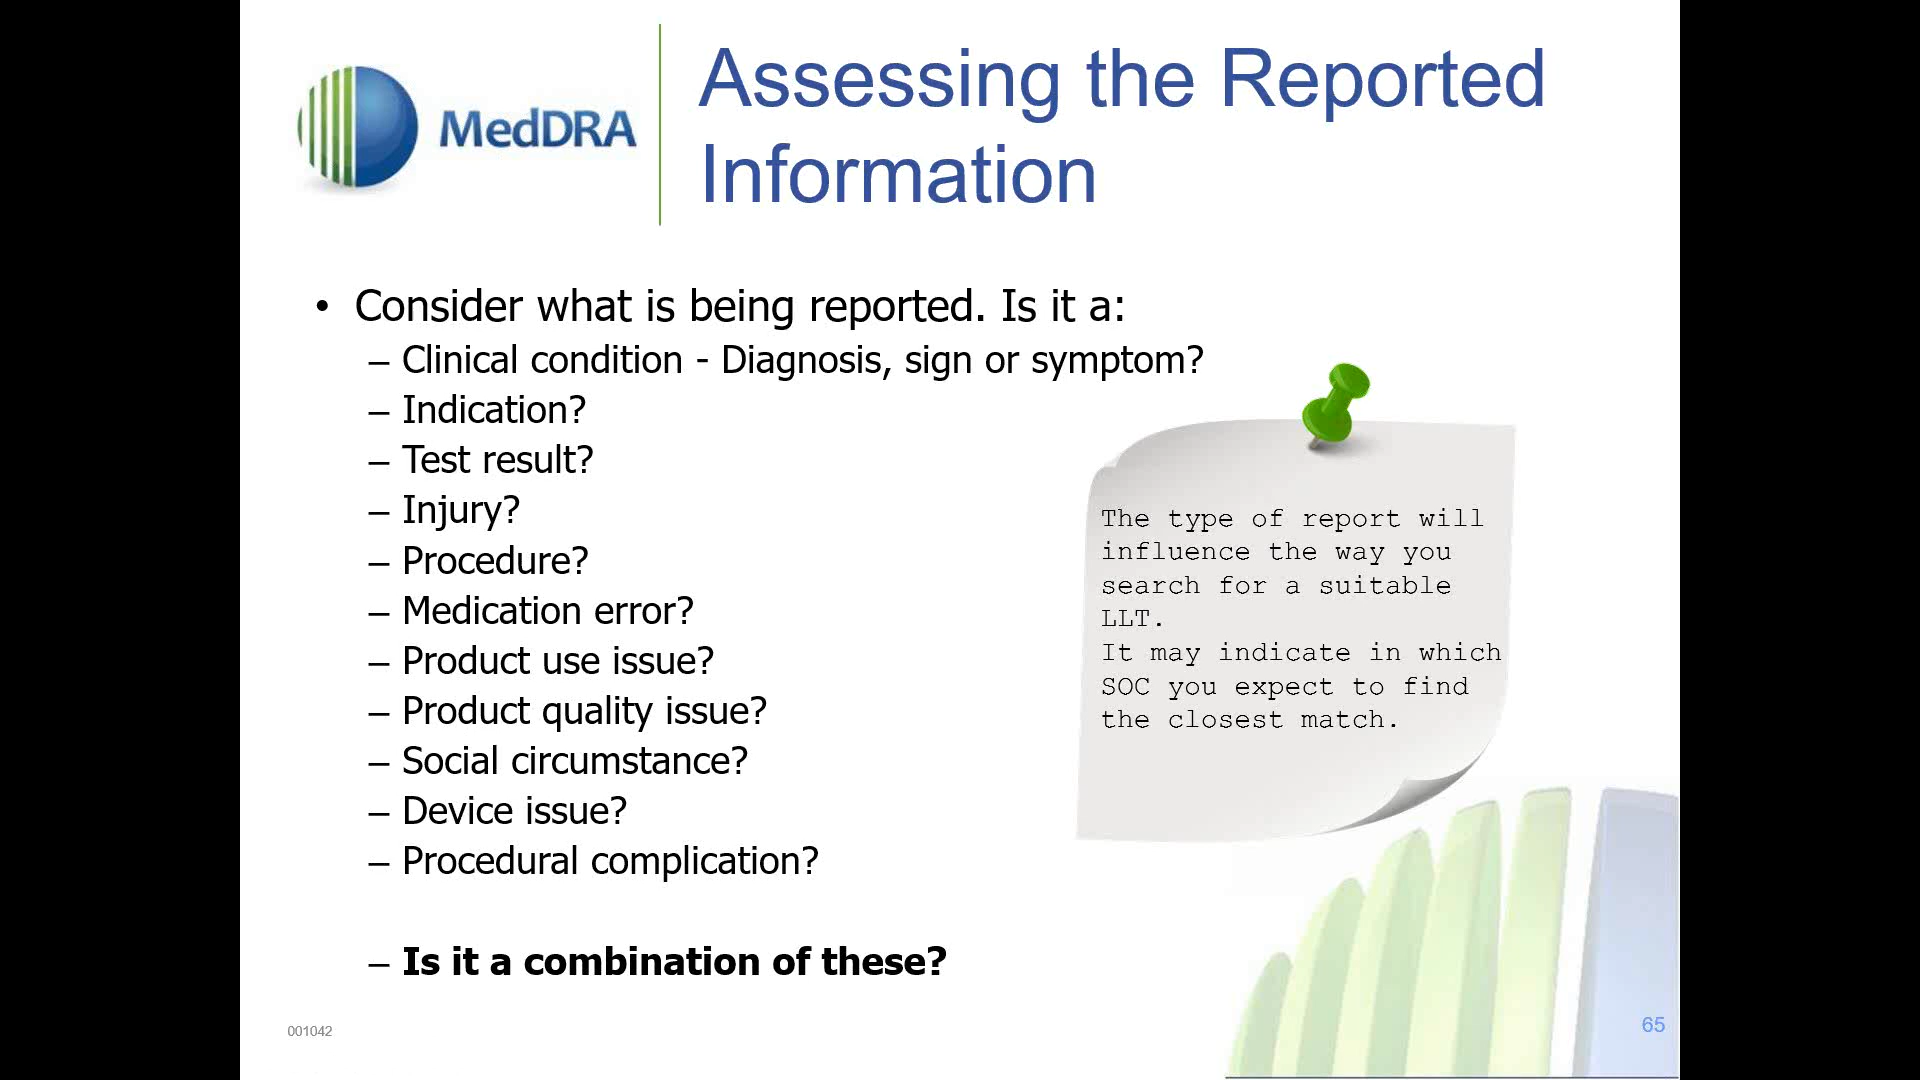 MedDRA
Assessing the Reported
Information
• Consider what is being reported. Is it a:
– Clinical condition - Diagnosis, sign or symptom?
– Indication?
– Test result?
– Injury?
– Procedure?
– Medication error?
– Product use issue?
– Product quality issue?
– Social circumstance?
– Device issue?
– Procedural complication?
– Is it a combination of these?
The type of report will
influence the way you
search for a suitable
LLT.
It may indicate in which
SOC you expect to find
the closest match.
001042
65